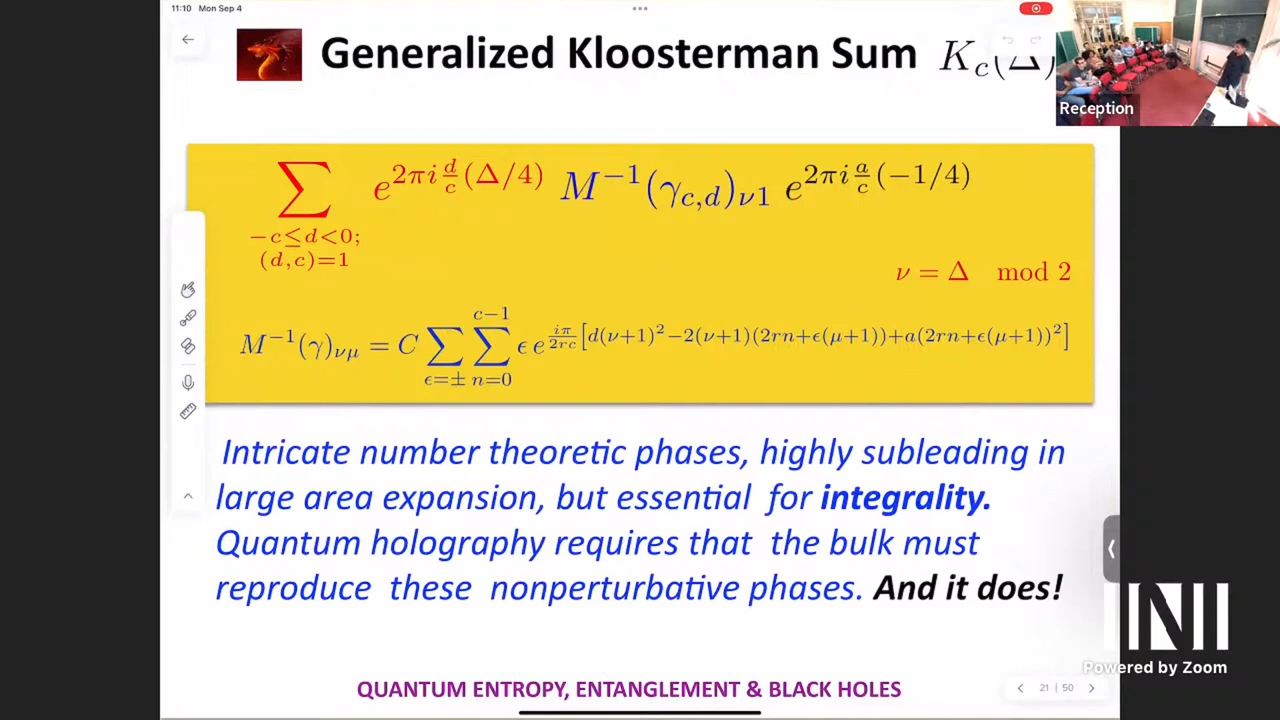 11:10 Mon Sep 4
Generalized Kloosterman Sum K_c(Δ)
Reception
∑_{-c≤d<0; (d,c)=1} e^{2πi \frac{d}{c}(Δ/4)} M^{-1}(γ_{c,d})_{ν1} e^{2πi \frac{a}{c}(-1/4)}
ν = Δ mod 2
M^{-1}(γ)_{νμ} = C ∑_{ϵ=±} ∑_{n=0}^{c-1} ϵ e^{\frac{iπ}{2rc}[d(ν+1)^2-2(ν+1)(2rn+ϵ(μ+1))+a(2rn+ϵ(μ+1))^2]}
Intricate number theoretic phases, highly subleading in
large area expansion, but essential for integrality.
Quantum holography requires that the bulk must
reproduce these nonperturbative phases. And it does!
Powered by Zoom
QUANTUM ENTROPY, ENTANGLEMENT & BLACK HOLES
21 | 50